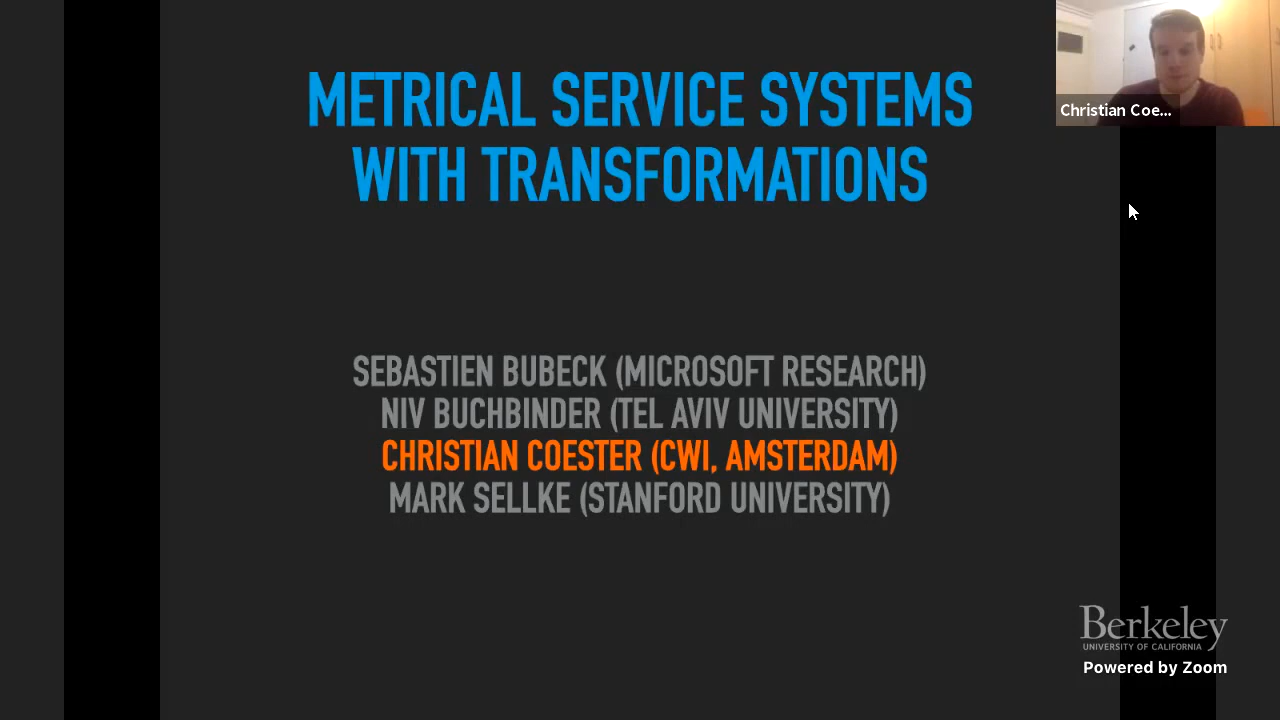 METRICAL SERVICE SYSTEMS
WITH TRANSFORMATIONS
Christian Coe...
SEBASTIEN BUBECK (MICROSOFT RESEARCH)
NIV BUCHBINDER (TEL AVIV UNIVERSITY)
CHRISTIAN COESTER (CWI, AMSTERDAM)
MARK SELLKE (STANFORD UNIVERSITY)
Berkeley
UNIVERSITY OF CALIFORNIA
Powered by Zoom